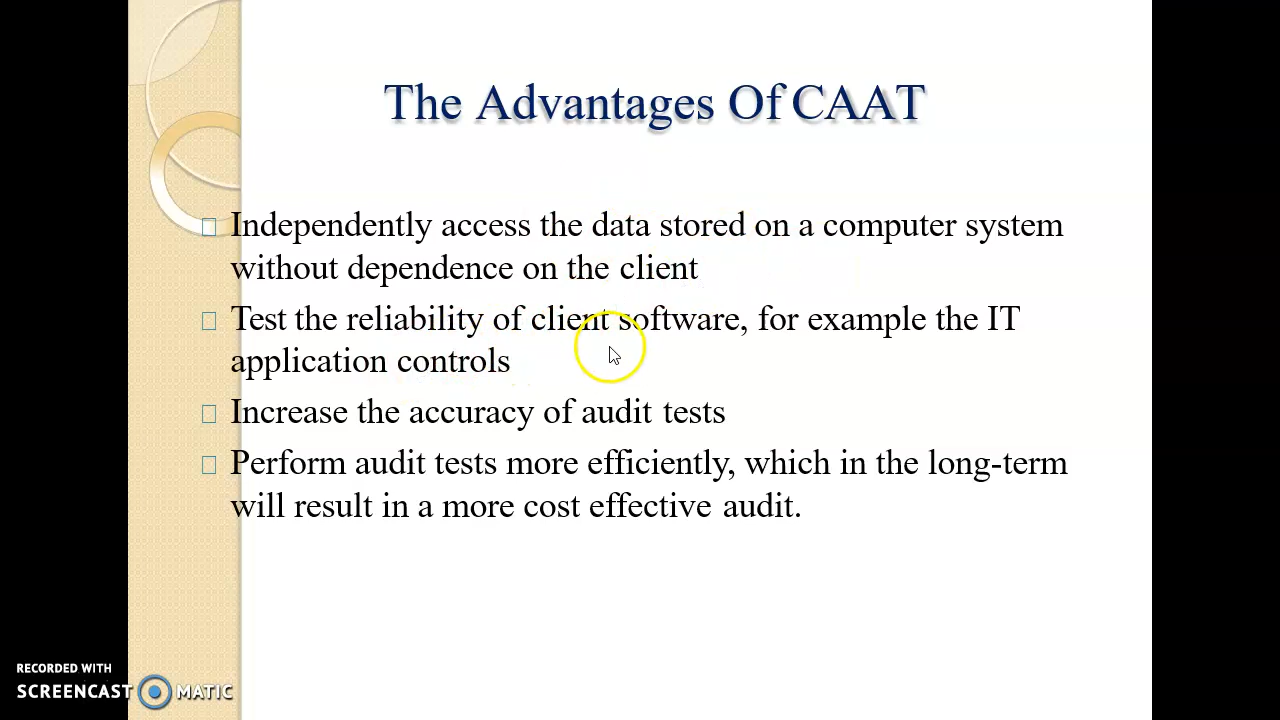 The Advantages Of CAAT
Independently access the data stored on a computer system
without dependence on the client
Test the reliability of client software, for example the IT
application controls
Increase the accuracy of audit tests
Perform audit tests more efficiently, which in the long-term
will result in a more cost effective audit.
RECORDED WITH
SCREENCAST MATIC